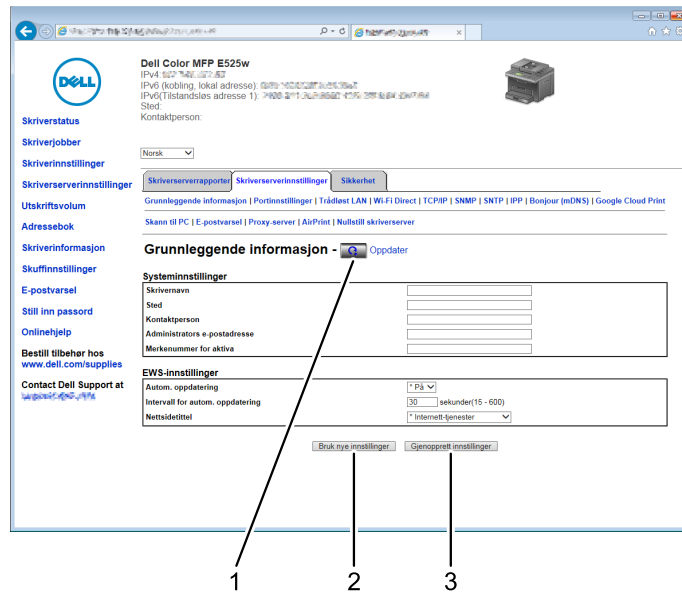 DELL
Dell Color MFP E525w
IPv4:
IPv6 (kobling, lokal adresse):
IPv6(Tilstandsløs adresse 1):
Sted:
Kontaktperson:
Skriverstatus
Skriverjobber
Skriverinnstillinger
Skriverserverinnstillinger
Utskriftsvolum
Adressebok
Skriverinformasjon
Skuffinnstillinger
E-postvarsel
Still inn passord
Onlinehjelp
Bestill tilbehør hos
www.dell.com/supplies
Contact Dell Support at
Norsk
Skriverserverrapporter Skriverserverinnstillinger Sikkerhet
Grunnleggende informasjon | Portinnstillinger | Trådløst LAN | Wi-Fi Direct | TCP/IP | SNMP | SNTP | IPP | Bonjour (mDNS) | Google Cloud Print
Skann til PC | E-postvarsel | Proxy-server | AirPrint | Nullstill skriverserver
Grunnleggende informasjon - Oppdater
Systeminnstillinger
Skrivernavn
Sted
Kontaktperson
Administrators e-postadresse
Merkenummer for aktiva
EWS-innstillinger
Autom. oppdatering * På
Intervall for autom. oppdatering 30 sekunder(15 - 600)
Nettsidetittel * Internett-tjenester
Bruk nye innstillinger Gjenopprett innstillinger
1 2 3